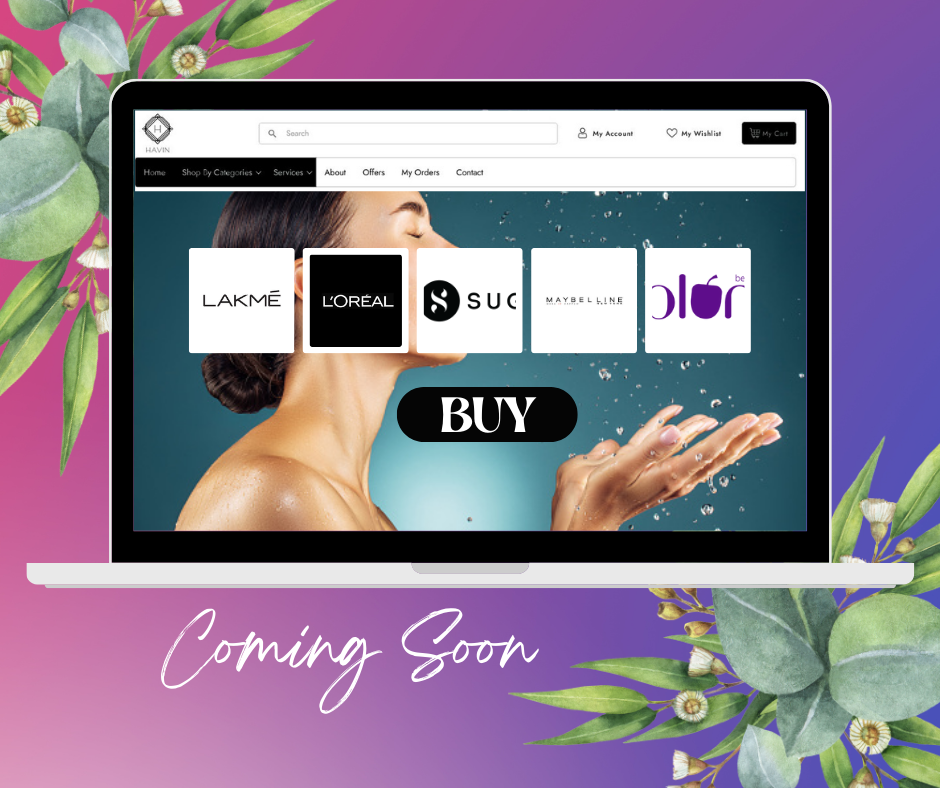 H
HAVIN
Search
My Account
My Wishlist
My Cart
Home Shop By Categories Services About Offers My Orders Contact
LAKMÉ
L'ORÉAL
SUG
MAYBELLINE
be
olór
BUY
Coming Soon